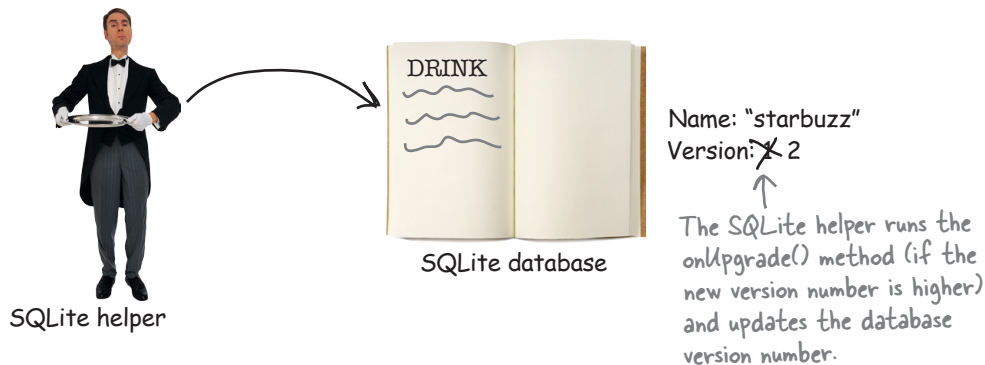 DRINK
Name: “starbuzz”
Version: 1 2
SQLite database
The SQLite helper runs the
onUpgrade() method (if the
new version number is higher)
and updates the database
version number.
SQLite helper